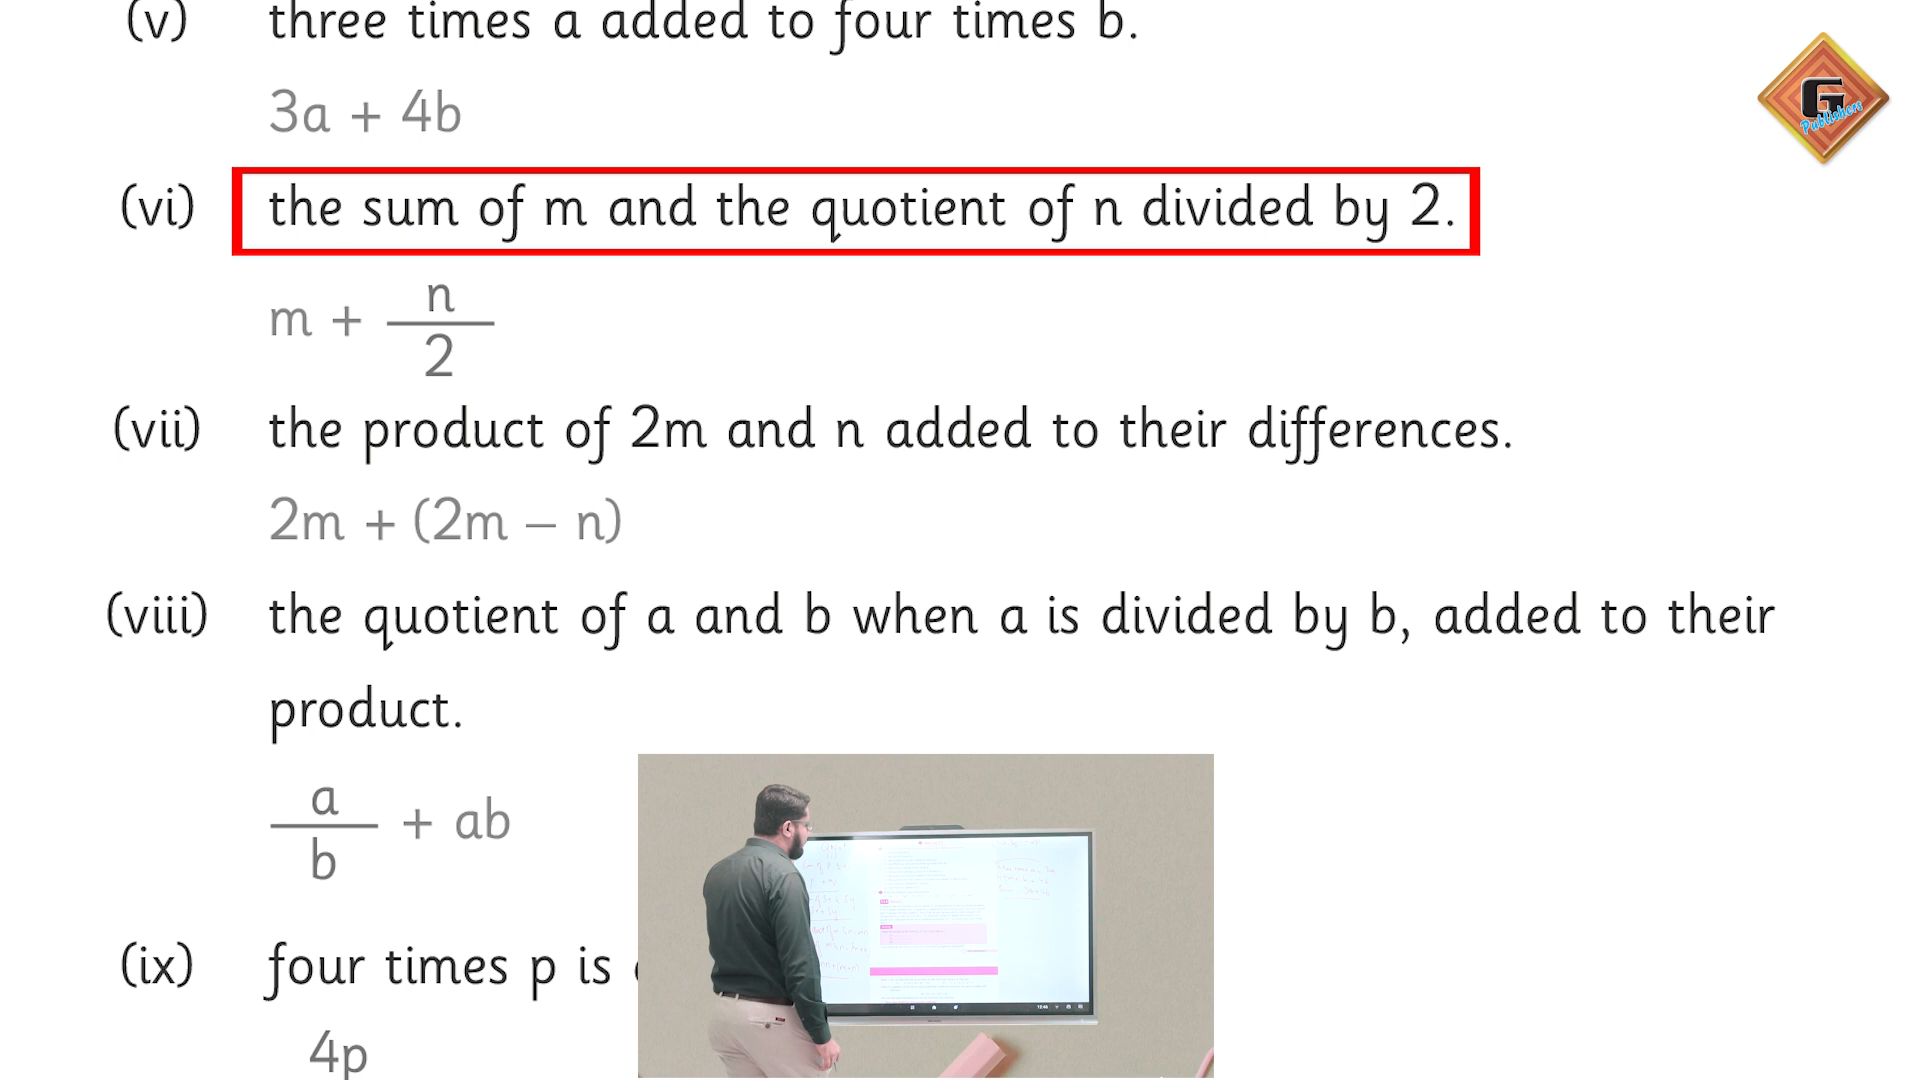 (v) three times a added to four times b.
3a + 4b
(vi) the sum of m and the quotient of n divided by 2.
m + n/2
(vii) the product of 2m and n added to their differences.
2m + (2m – n)
(viii) the quotient of a and b when a is divided by b, added to their
product.
a/b + ab
(ix) four times p is
4p
G
Publishers